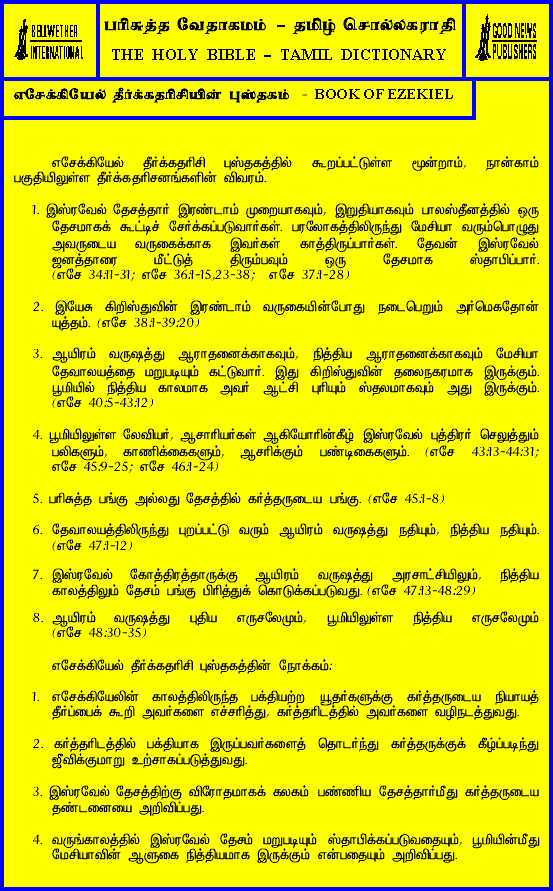 BELLWETHER
INTERNATIONAL
பரிசுத்த வேதாகமம் – தமிழ் சொல்லகராதி
THE HOLY BIBLE – TAMIL DICTIONARY
GOOD NEWS
PUBLISHERS
எசேக்கியேல் தீர்க்கதரிசியின் புஸ்தகம் - BOOK OF EZEKIEL
எசேக்கியேல் தீர்க்கதரிசி புஸ்தகத்தில் கூறப்பட்டுள்ள மூன்றாம், நான்காம்
பகுதியிலுள்ள தீர்க்கதரிசனங்களின் விவரம்.
1. இஸ்ரவேல் தேசத்தார் இரண்டாம் முறையாகவும், இறுதியாகவும் பாலஸ்தீனத்தில் ஒரு
தேசமாகக் கூட்டிச் சேர்க்கப்படுவார்கள். பரலோகத்திலிருந்து மேசியா வரும்பொழுது
அவருடைய வருகைக்காக இவர்கள் காத்திருப்பார்கள். தேவன் இஸ்ரவேல்
ஜனத்தாரை மீட்டுத் திரும்பவும் ஒரு தேசமாக ஸ்தாபிப்பார்.
(எசே 34:11-31; எசே 36:1-15,23-38; எசே 37:1-28)
2. இயேசு கிறிஸ்துவின் இரண்டாம் வருகையின்போது நடைபெறும் அர்மெகதோன்
யுத்தம். (எசே 38:1-39:20)
3. ஆயிரம் வருஷத்து ஆராதனைக்காகவும், நித்திய ஆராதனைக்காகவும் மேசியா
தேவாலயத்தை மறுபடியும் கட்டுவார். இது கிறிஸ்துவின் தலைநகரமாக இருக்கும்.
பூமியில் நித்திய காலமாக அவர் ஆட்சி புரியும் ஸ்தலமாகவும் அது இருக்கும்.
(எசே 40:5-43:12)
4. பூமியிலுள்ள லேவியர், ஆசாரியர்கள் ஆகியோரின்கீழ் இஸ்ரவேல் புத்திரர் செலுத்தும்
பலிகளும், காணிக்கைகளும், ஆசரிக்கும் பண்டிகைகளும். (எசே 43:13-44:31;
எசே 45:9-25; எசே 46:1-24)
5. பரிசுத்த பங்கு அல்லது தேசத்தில் கர்த்தருடைய பங்கு. (எசே 45:1-8)
6. தேவாலயத்திலிருந்து புறப்பட்டு வரும் ஆயிரம் வருஷத்து நதியும், நித்திய நதியும்.
(எசே 47:1-12)
7. இஸ்ரவேல் கோத்திரத்தாருக்கு ஆயிரம் வருஷத்து அரசாட்சியிலும், நித்திய
காலத்திலும் தேசம் பங்கு பிரித்துக் கொடுக்கப்படுவது. (எசே 47:13-48:29)
8. ஆயிரம் வருஷத்து புதிய எருசலேமும், பூமியிலுள்ள நித்திய எருசலேமும்
(எசே 48:30-35)
எசேக்கியேல் தீர்க்கதரிசி புஸ்தகத்தின் நோக்கம்:
1. எசேக்கியேலின் காலத்திலிருந்த பக்தியற்ற யூதர்களுக்கு கர்த்தருடைய நியாயத்
தீர்ப்பைக் கூறி அவர்களை எச்சரித்து, கர்த்தரிடத்தில் அவர்களை வழிநடத்துவது.
2. கர்த்தரிடத்தில் பக்தியாக இருப்பவர்களைத் தொடர்ந்து கர்த்தருக்குக் கீழ்ப்படிந்து
ஜீவிக்குமாறு உற்சாகப்படுத்துவது.
3. இஸ்ரவேல் தேசத்திற்கு விரோதமாகக் கலகம் பண்ணிய தேசத்தார்மீது கர்த்தருடைய
தண்டனையை அறிவிப்பது.
4. வருங்காலத்தில் இஸ்ரவேல் தேசம் மறுபடியும் ஸ்தாபிக்கப்படுவதையும், பூமியின்மீது
மேசியாவின் ஆளுகை நித்தியமாக இருக்கும் என்பதையும் அறிவிப்பது.